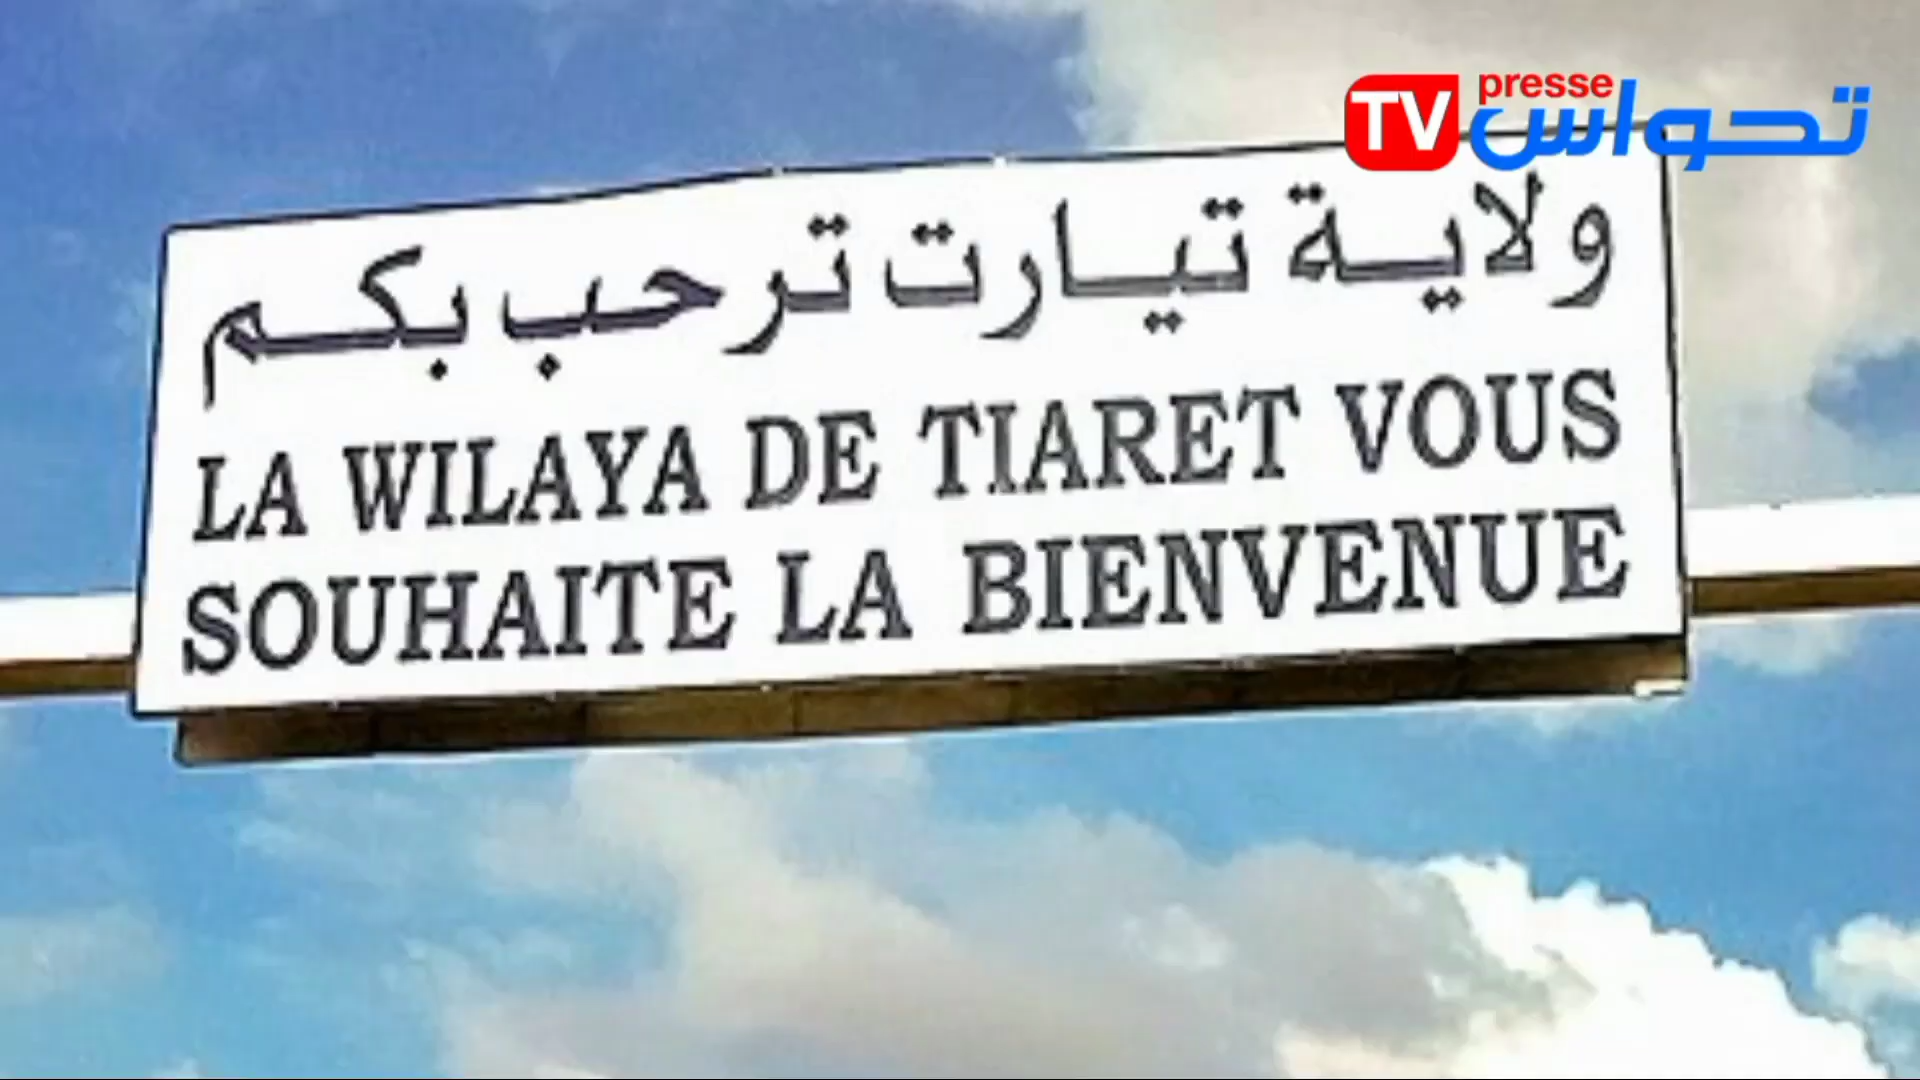 TV presse تحواس
ولاية تيارت ترحب بكم
LA WILAYA DE TIARET VOUS
SOUHAITE LA BIENVENUE